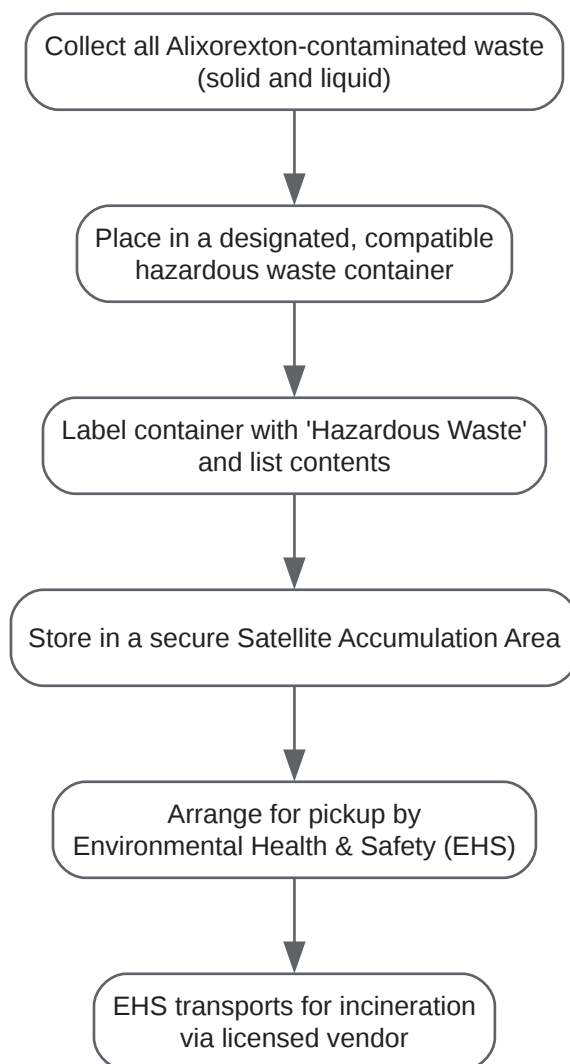 Collect all Alixorexton-contaminated waste
(solid and liquid)
Place in a designated, compatible
hazardous waste container
Label container with 'Hazardous Waste'
and list contents
Store in a secure Satellite Accumulation Area
Arrange for pickup by
Environmental Health & Safety (EHS)
EHS transports for incineration
via licensed vendor